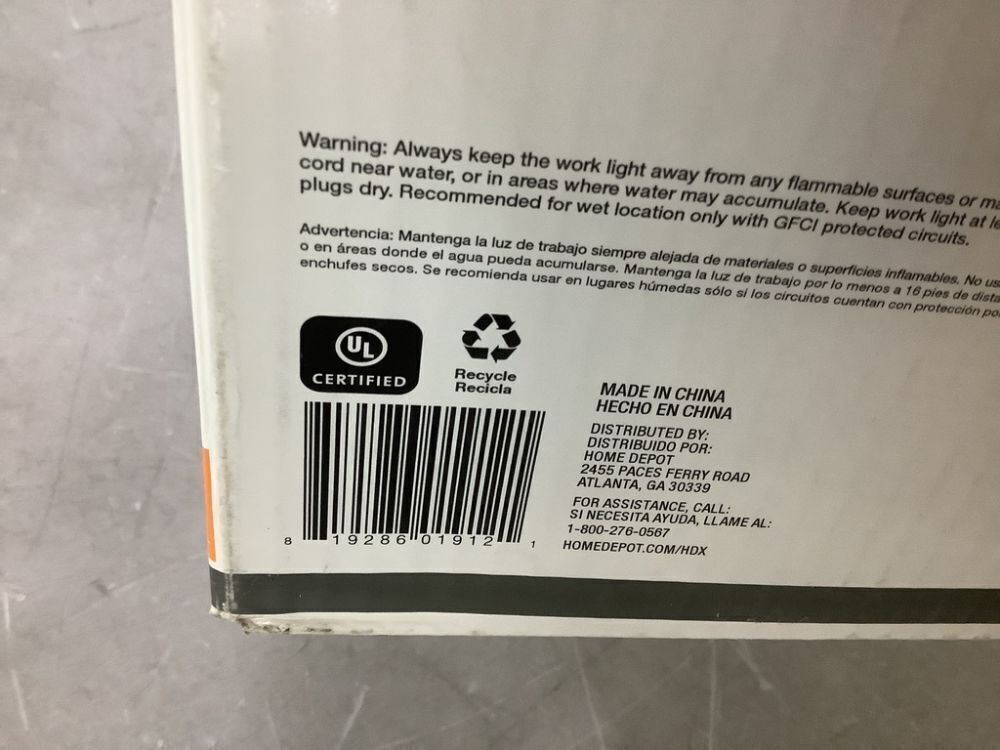 Warning: Always keep the work light away from any flammable surfaces or
cord near water, or in areas where water may accumulate. Keep work light at
plugs dry. Recommended for wet location only with GFCI protected circuits.
Advertencia: Mantenga la luz de trabajo siempre alejada de materiales o superficies inflamables. No
o en áreas donde el agua pueda acumularse. Mantenga la luz de trabajo por lo menos a 16 pies de
enchufes secos. Se recomienda usar en lugares húmedas sólo si los circuitos cuentan con protección
UL
CERTIFIED
Recycle
Recicla
8 19286 01912 1
MADE IN CHINA
HECHO EN CHINA
DISTRIBUTED BY:
DISTRIBUIDO POR:
HOME DEPOT
2455 PACES FERRY ROAD
ATLANTA, GA 30339
FOR ASSISTANCE, CALL:
SI NECESITA AYUDA, LLAME AL:
1-800-276-0567
HOMEDEPOT.COM/HDX